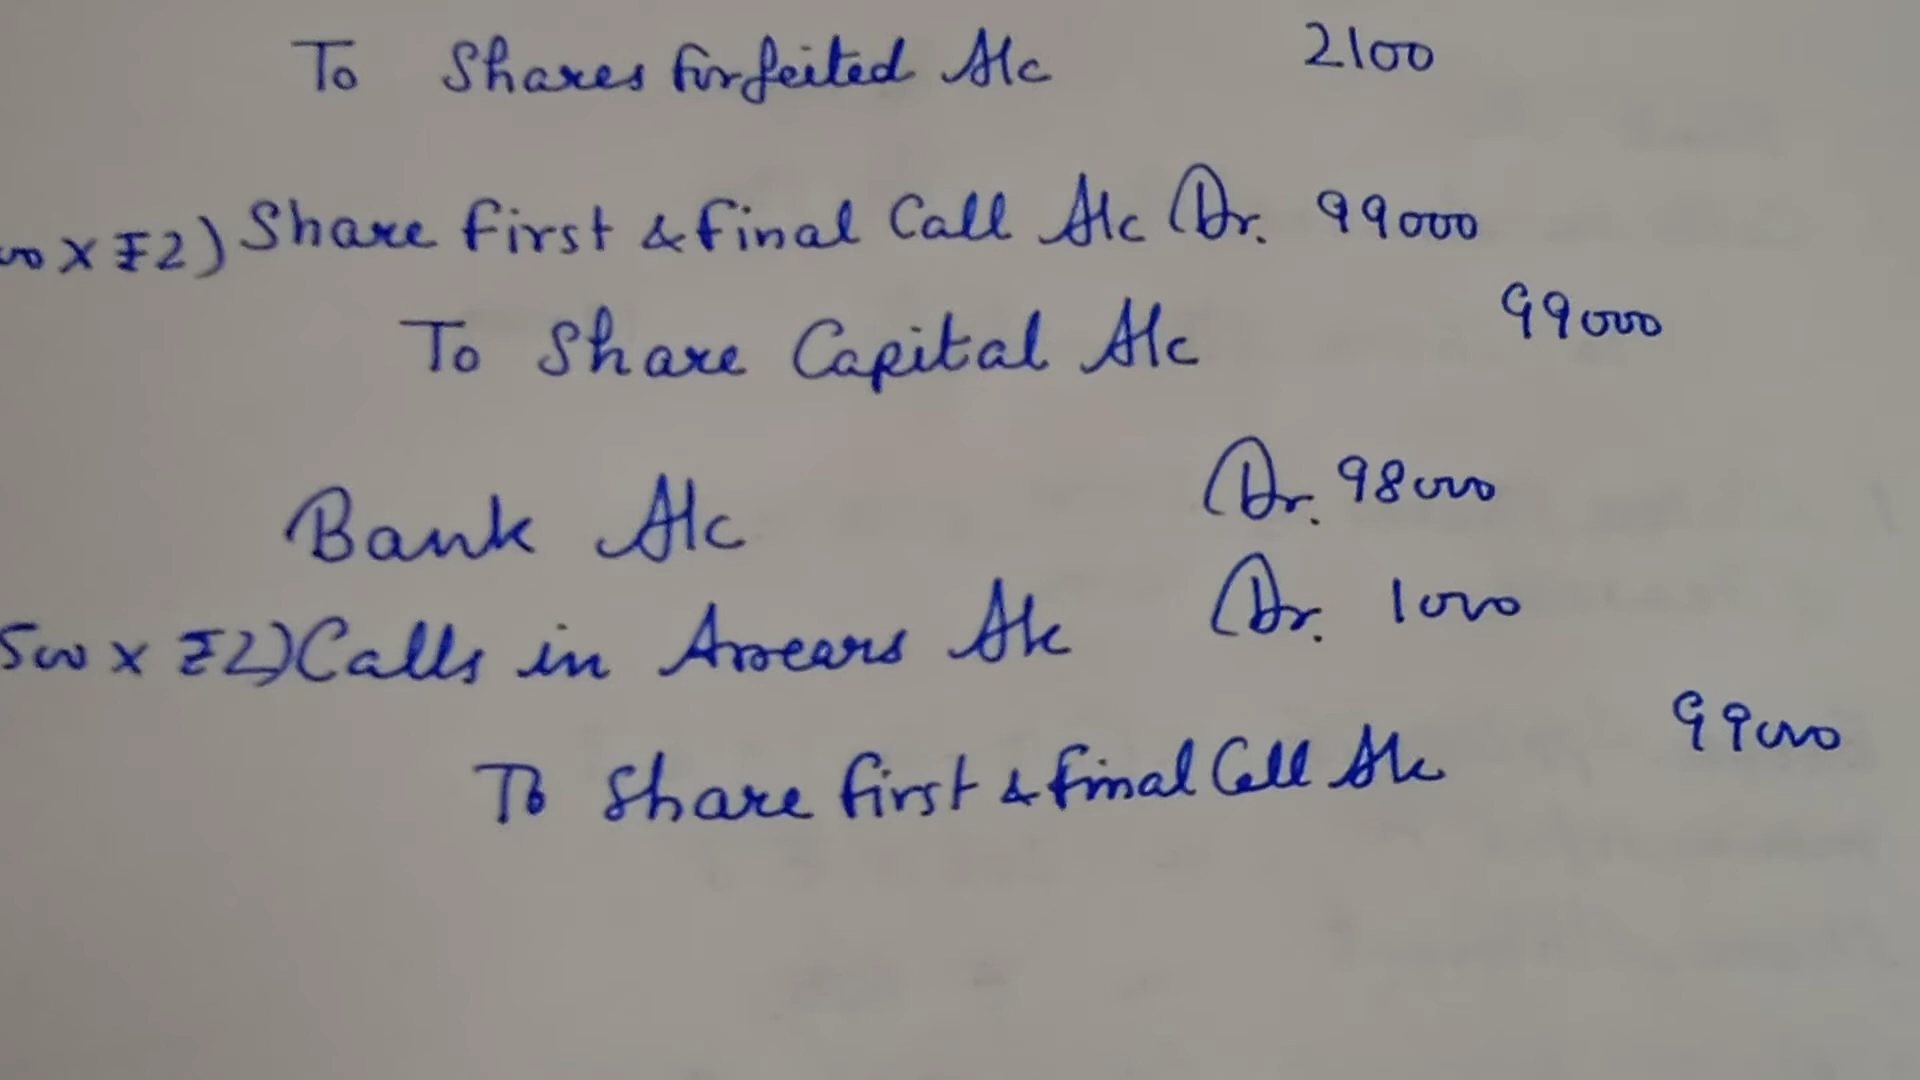 To Shares forfeited A/c 2100
00 x ₹2) Share first & final Call A/c Dr. 99000
To Share Capital A/c 99000
Bank A/c Dr. 98000
500 x ₹2) Calls in Arrears A/c Dr. 1000
To Share first & final Call A/c 99000